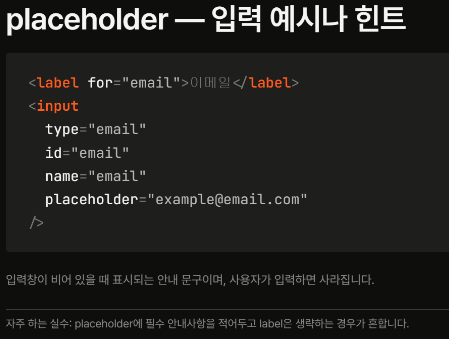 placeholder — 입력 예시나 힌트
<label for="email">이메일</label>
<input
type="email"
id="email"
name="email"
placeholder="example@email.com"
/>
입력창이 비어 있을 때 표시되는 안내 문구이며, 사용자가 입력하면 사라집니다.
자주 하는 실수: placeholder에 필수 안내사항을 적어두고 label은 생략하는 경우가 흔합니다.